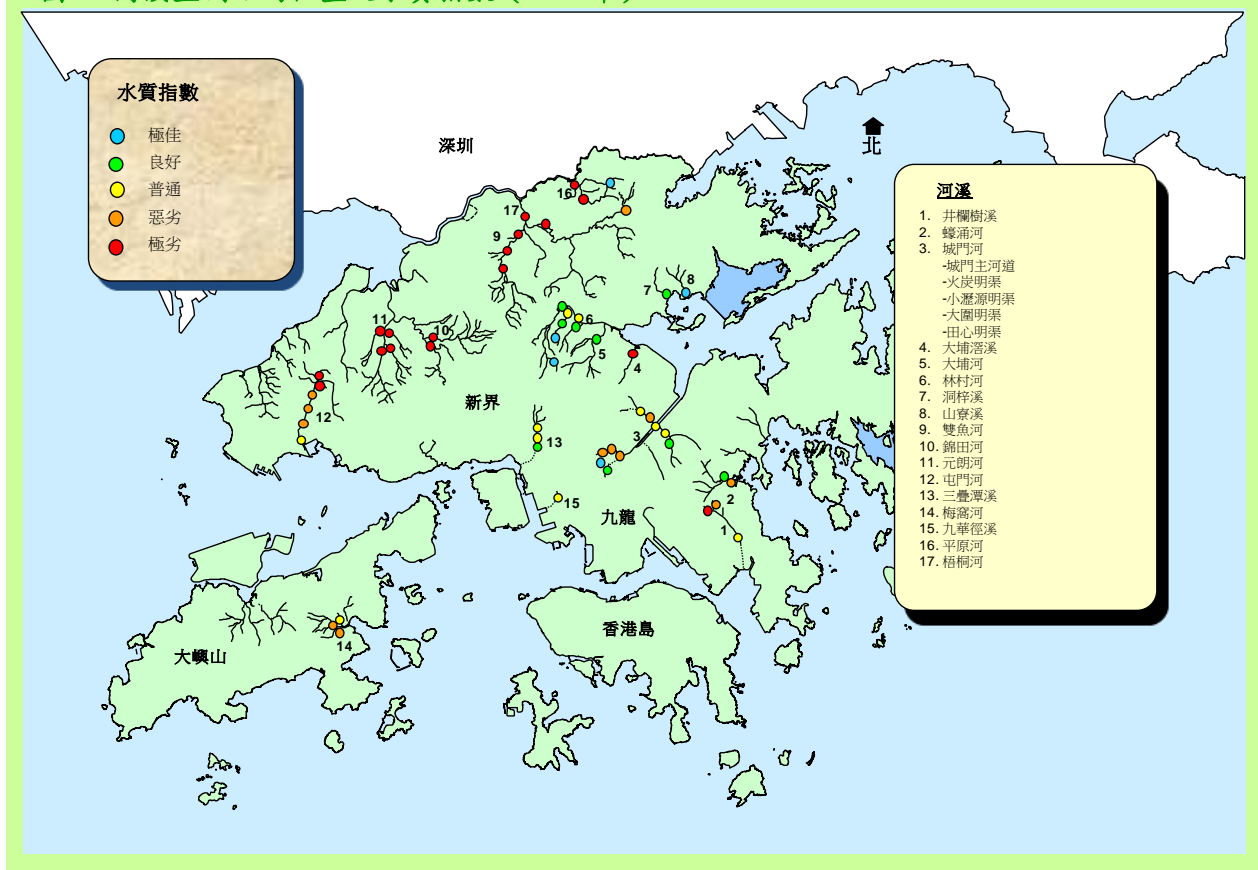 水質指數
極佳
良好
普通
惡劣
極劣
深圳
北
河溪
1. 井欄樹溪
2. 蠔涌河
3. 城門河
-城門主河道
-火炭明渠
-小瀝源明渠
-大圍明渠
-田心明渠
4. 大埔滘溪
5. 大埔河
6. 林村河
7. 洞梓溪
8. 山寮溪
9. 雙魚河
10. 錦田河
11. 元朗河
12. 屯門河
13. 三疊潭溪
14. 梅窩河
15. 九華徑溪
16. 平原河
17. 梧桐河
16
17
9
7
8
11
10
6
5
4
新界
12
3
13
15
九龍
2
1
香港島
14
大嶼山